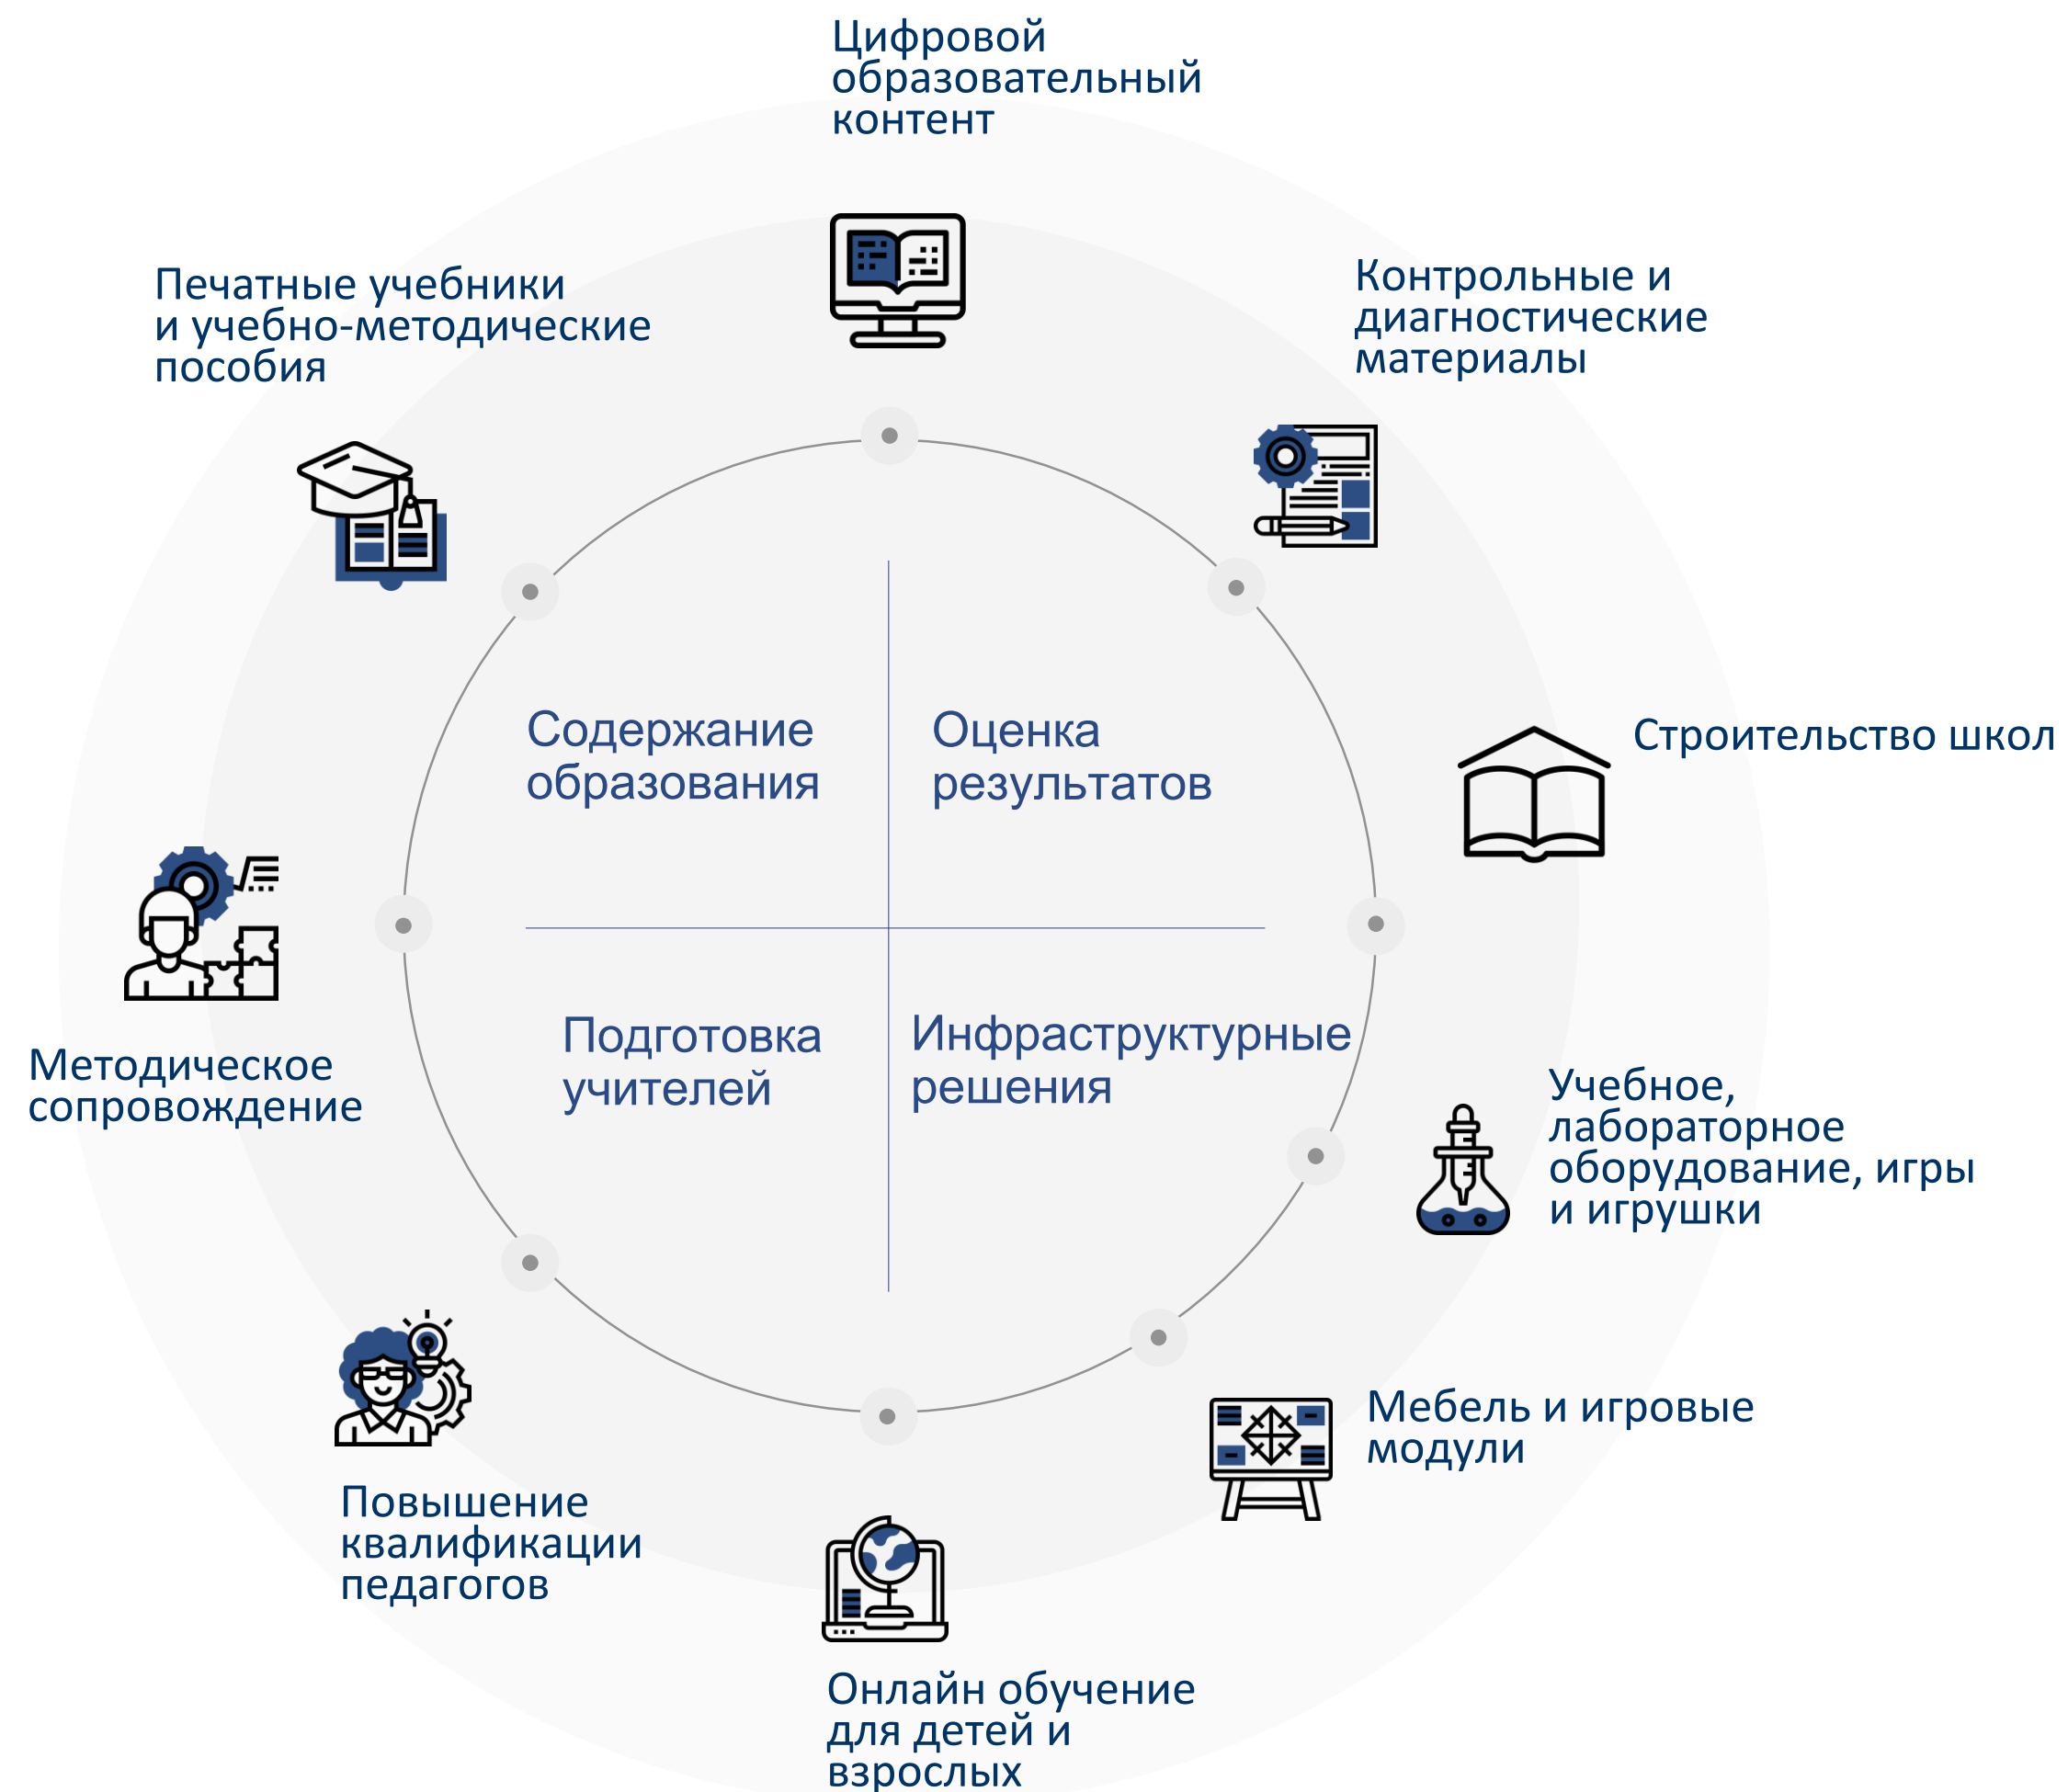 Цифровой
образовательный
контент
Печатные учебники
и учебно-методические
пособия
Контрольные и
диагностические
материалы
Содержание
образования
Оценка
результатов
Строительство школ
Методическое
сопровождение
Подготовка
учителей
Инфраструктурные
решения
Учебное,
лабораторное
оборудование, игры
и игрушки
Мебель и игровые
модули
Повышение
квалификации
педагогов
Онлайн обучение
для детей и
взрослых